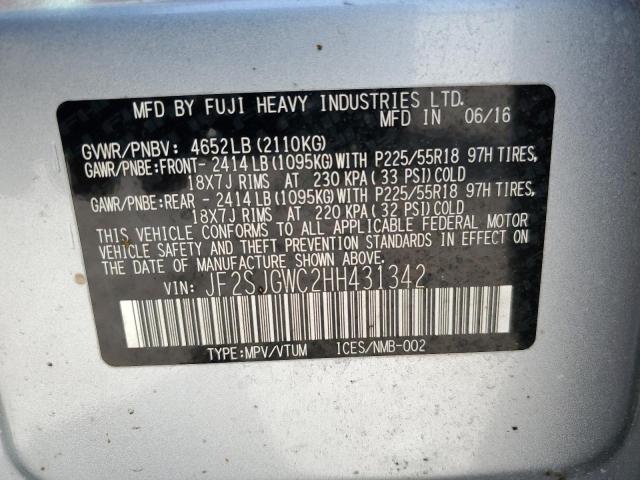 MFD BY FUJI HEAVY INDUSTRIES LTD.
MFD IN 06/16
GVWR/PNBV: 4652LB (2110KG)
GAWR/PNBE:FRONT- 2414LB (1095KG) WITH P225/55R18 97H TIRES,
18X7J RIMS AT 230 KPA (33 PSI) COLD
GAWR/PNBE:REAR - 2414LB (1095KG) WITH P225/55R18 97H TIRES,
18X7J RIMS AT 220 KPA (32 PSI) COLD
THIS VEHICLE CONFORMS TO ALL APPLICABLE FEDERAL MOTOR
VEHICLE SAFETY AND THEFT PREVENTION STANDARDS IN EFFECT ON
THE DATE OF MANUFACTURE SHOWN ABOVE.
VIN: JF2SJGWC2HH431342
TYPE:MPV/VTUM ICES/NMB-002